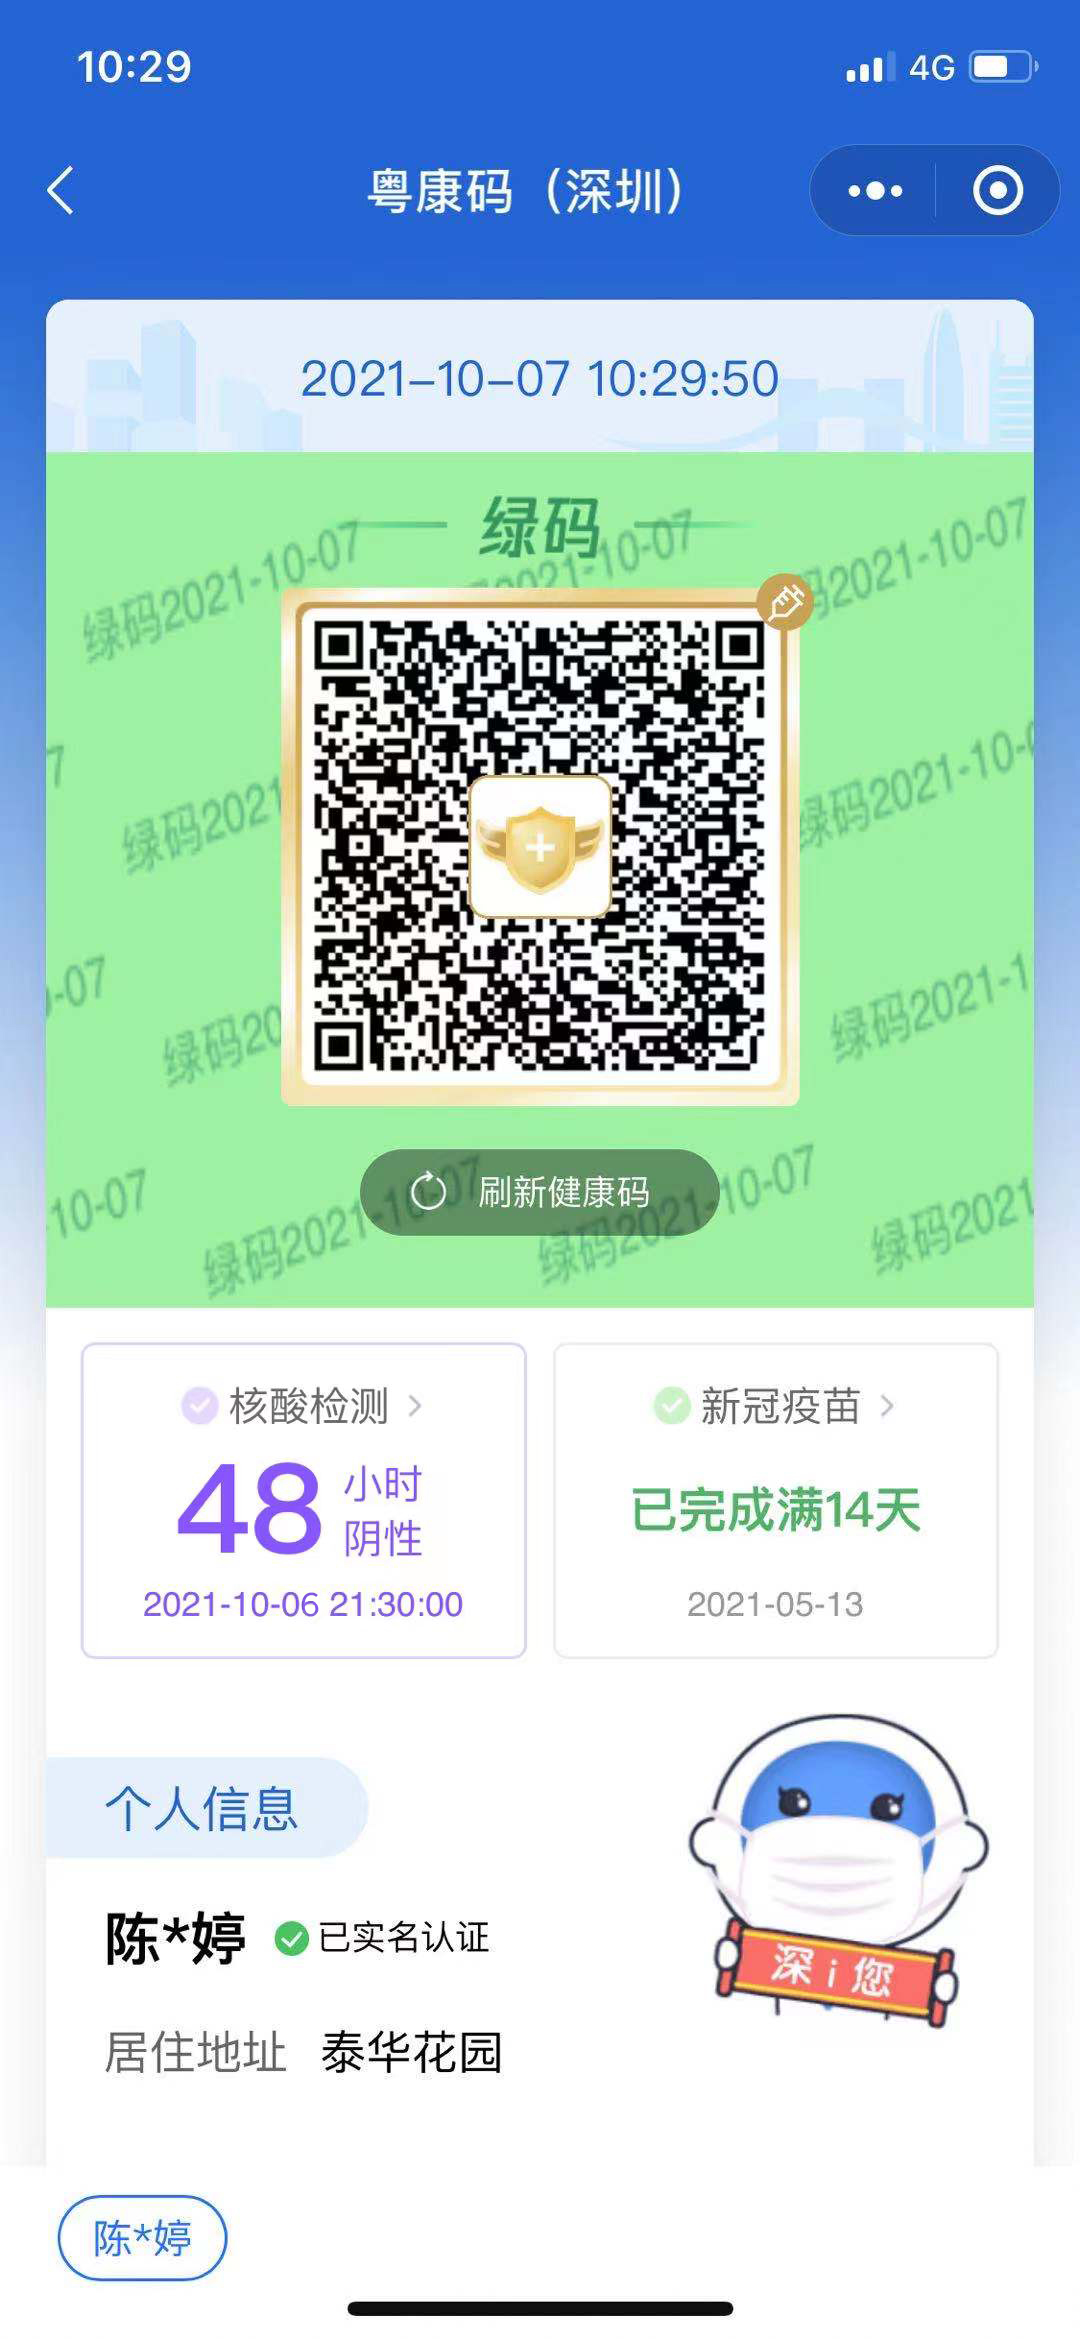 10:29
4G
粤康码（深圳）
2021-10-07 10:29:50
绿码
绿码2021-10-07
刷新健康码
核酸检测
48 小时 阴性
2021-10-06 21:30:00
新冠疫苗
已完成满14天
2021-05-13
个人信息
深i您
陈*婷 已实名认证
居住地址 泰华花园
陈*婷